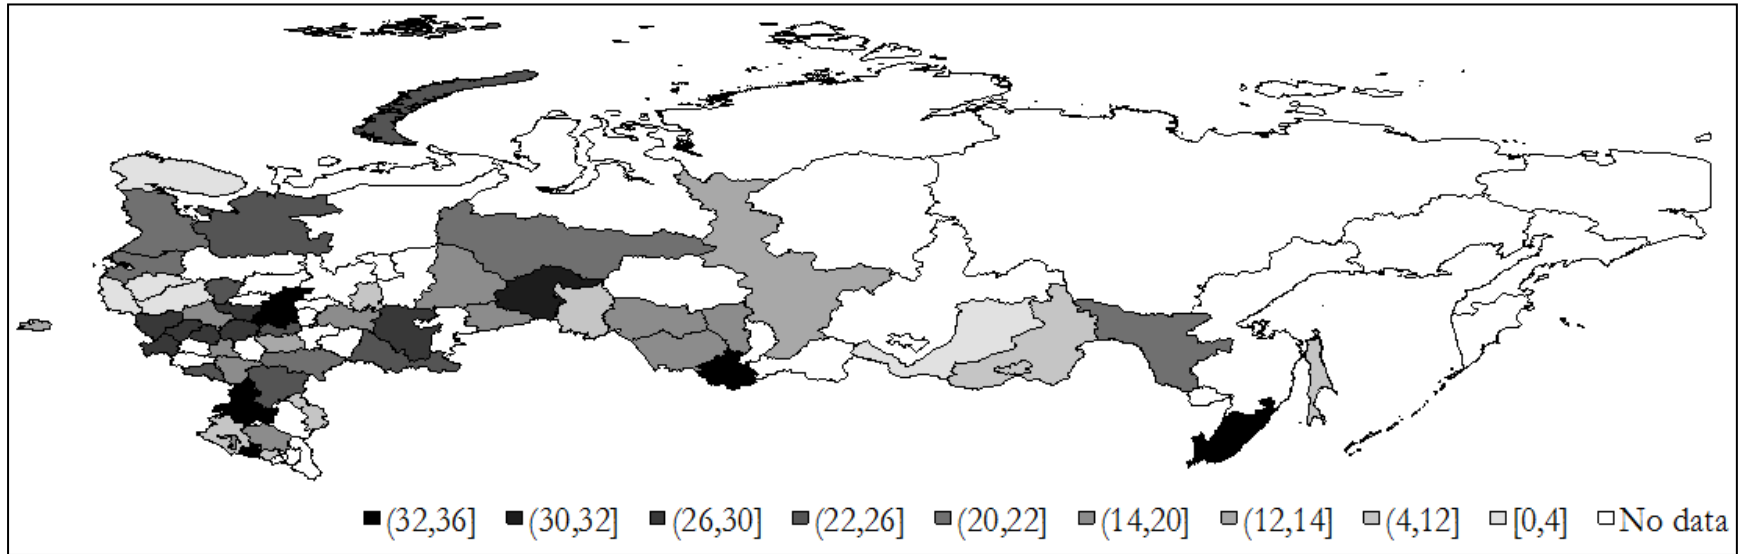 (32,36] (30,32] (26,30] (22,26] (20,22] (14,20] (12,14] (4,12] [0,4] No data